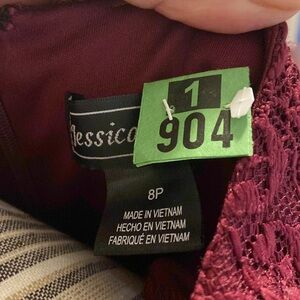 Jessica
1
904
8P
MADE IN VIETNAM
HECHO EN VIETNAM
FABRIQUÉ EN VIETNAM